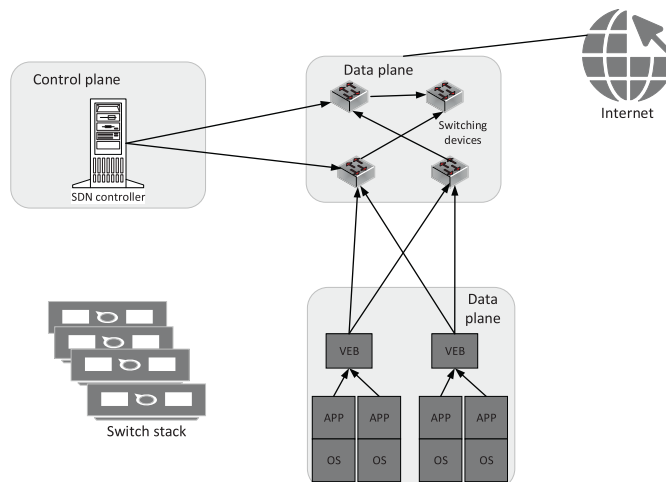 Control plane
SDN controller
Data plane
Switching
devices
Internet
Switch stack
Data
plane
VEB
VEB
APP
APP
APP
APP
OS
OS
OS
OS